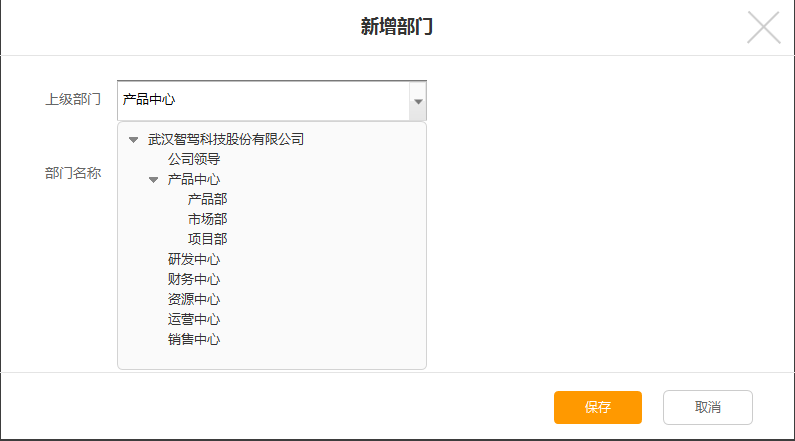 新增部门
上级部门
产品中心
武汉智驾科技股份有限公司
公司领导
部门名称
产品中心
产品部
市场部
项目部
研发中心
财务中心
资源中心
运营中心
销售中心
保存
取消